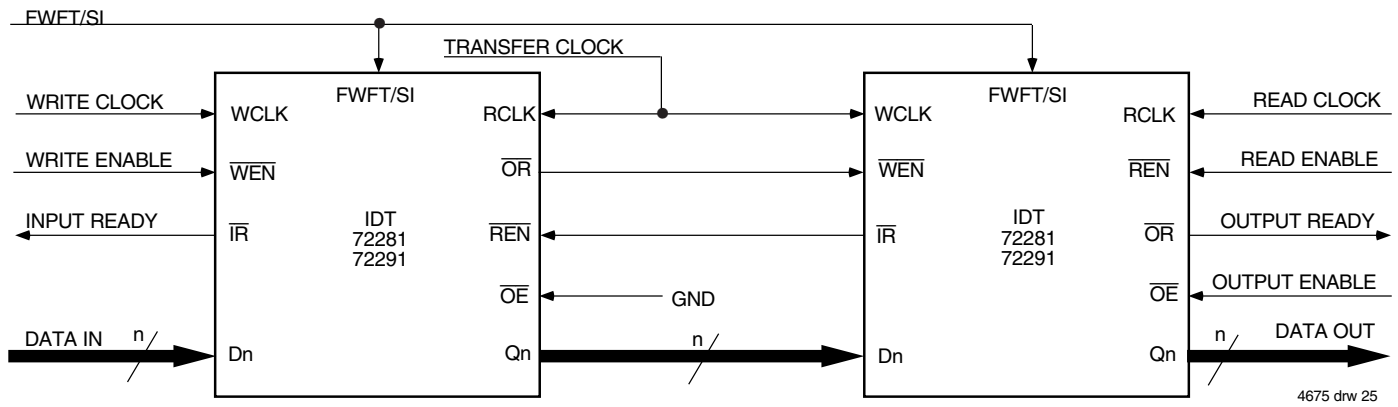 FWFT/SI
TRANSFER CLOCK
FWFT/SI
FWFT/SI
WRITE CLOCK
WCLK
RCLK
WCLK
RCLK
READ CLOCK
WRITE ENABLE
WEN
OR
WEN
REN
READ ENABLE
INPUT READY
IR
IDT
72281
72291
REN
IR
IDT
72281
72291
OR
OUTPUT READY
OE
GND
OE
OUTPUT ENABLE
DATA IN
n
Dn
Qn
n
Dn
Qn
n
DATA OUT
4675 drw 25